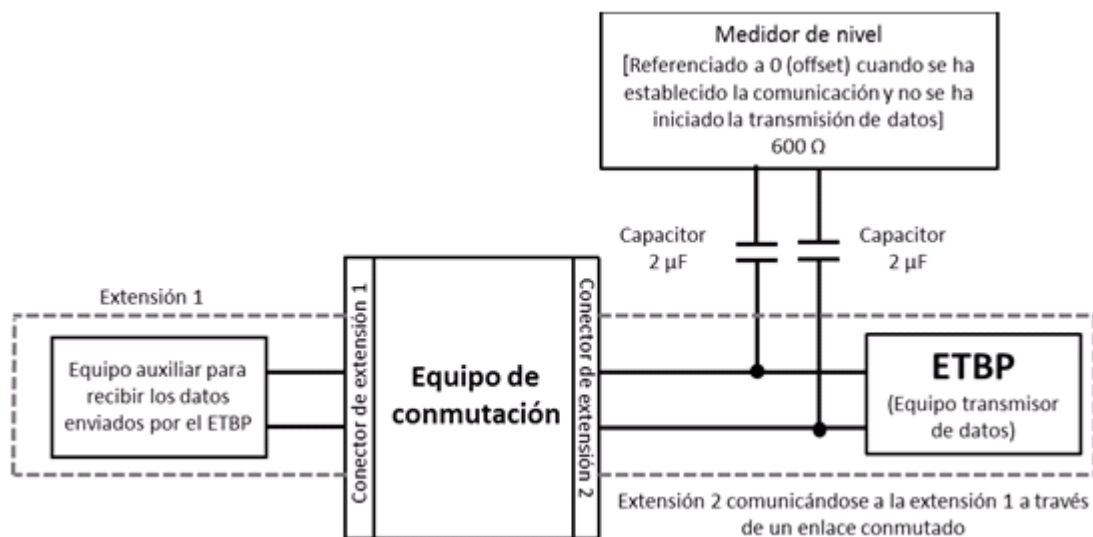 Medidor de nivel
[Referenciado a 0 (offset) cuando se ha
establecido la comunicación y no se ha
iniciado la transmisión de datos]
600 Ω
Capacitor
2 µF
Capacitor
2 µF
Extensión 1
Equipo auxiliar para
recibir los datos
enviados por el ETBP
Conector de extensión 1
Equipo de
conmutación
Conector de extensión 2
ETBP
(Equipo transmisor
de datos)
Extensión 2 comunicándose a la extensión 1 a través
de un enlace conmutado